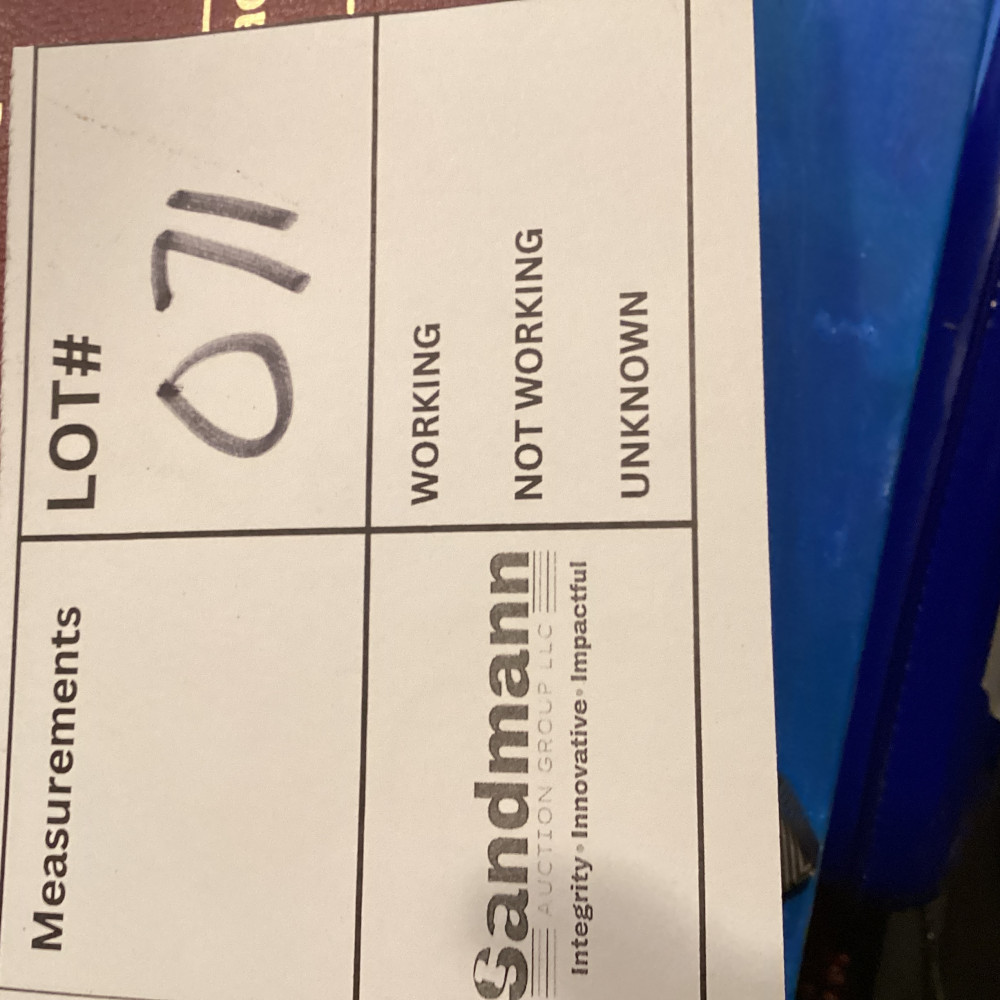 Measurements
LOT#
071
Sandmann
AUCTION GROUP LLC
Integrity • Innovative • Impactful
WORKING
NOT WORKING
UNKNOWN